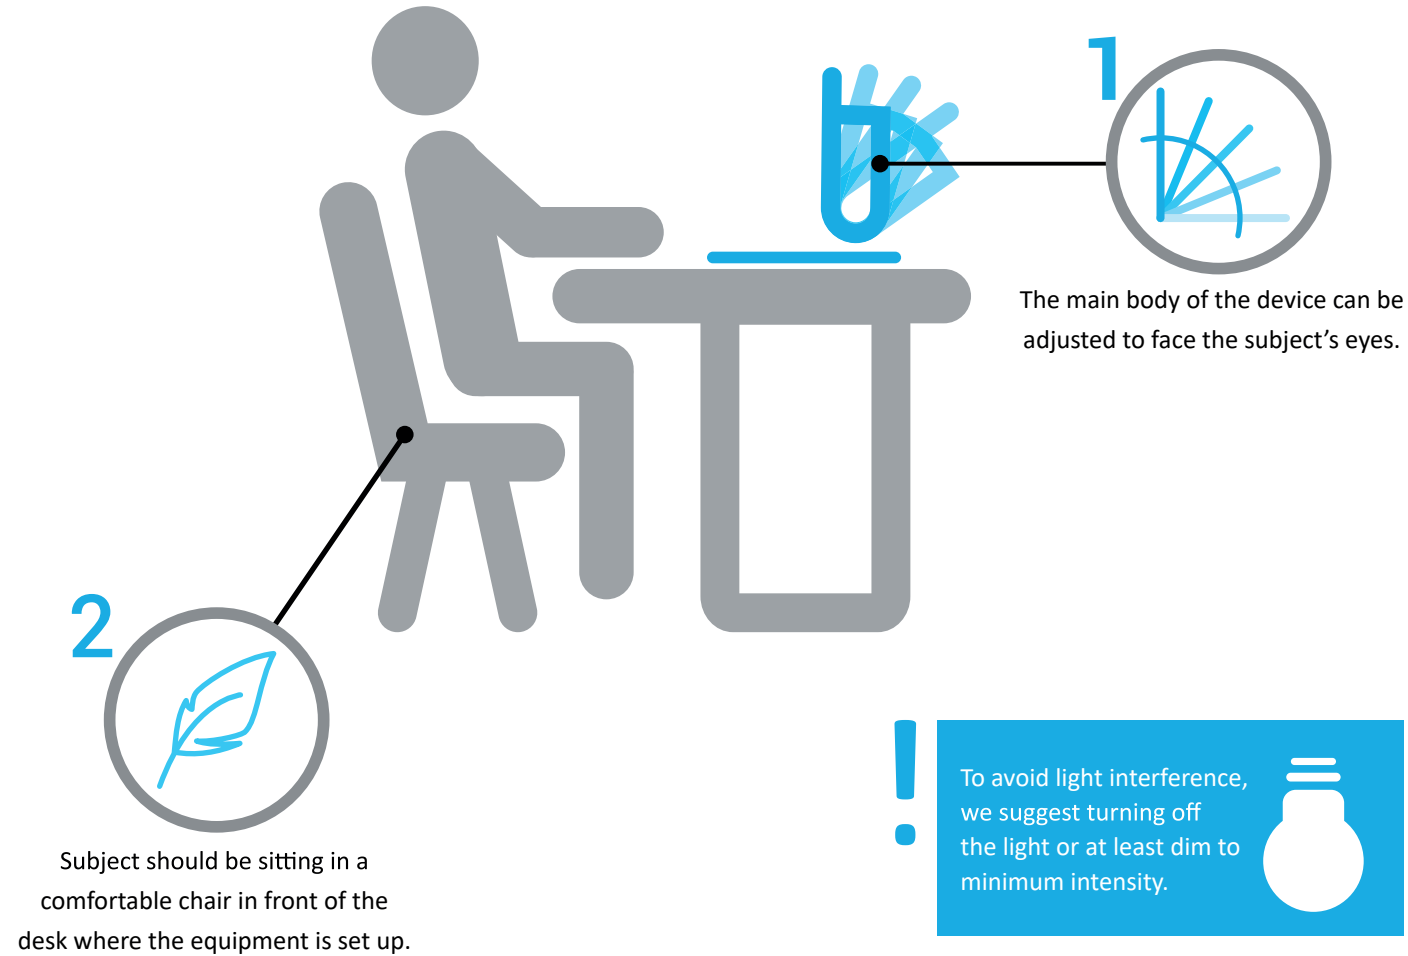 1
The main body of the device can be
adjusted to face the subject’s eyes.
2
Subject should be sitting in a
comfortable chair in front of the
desk where the equipment is set up.
!
To avoid light interference,
we suggest turning off
the light or at least dim to
minimum intensity.